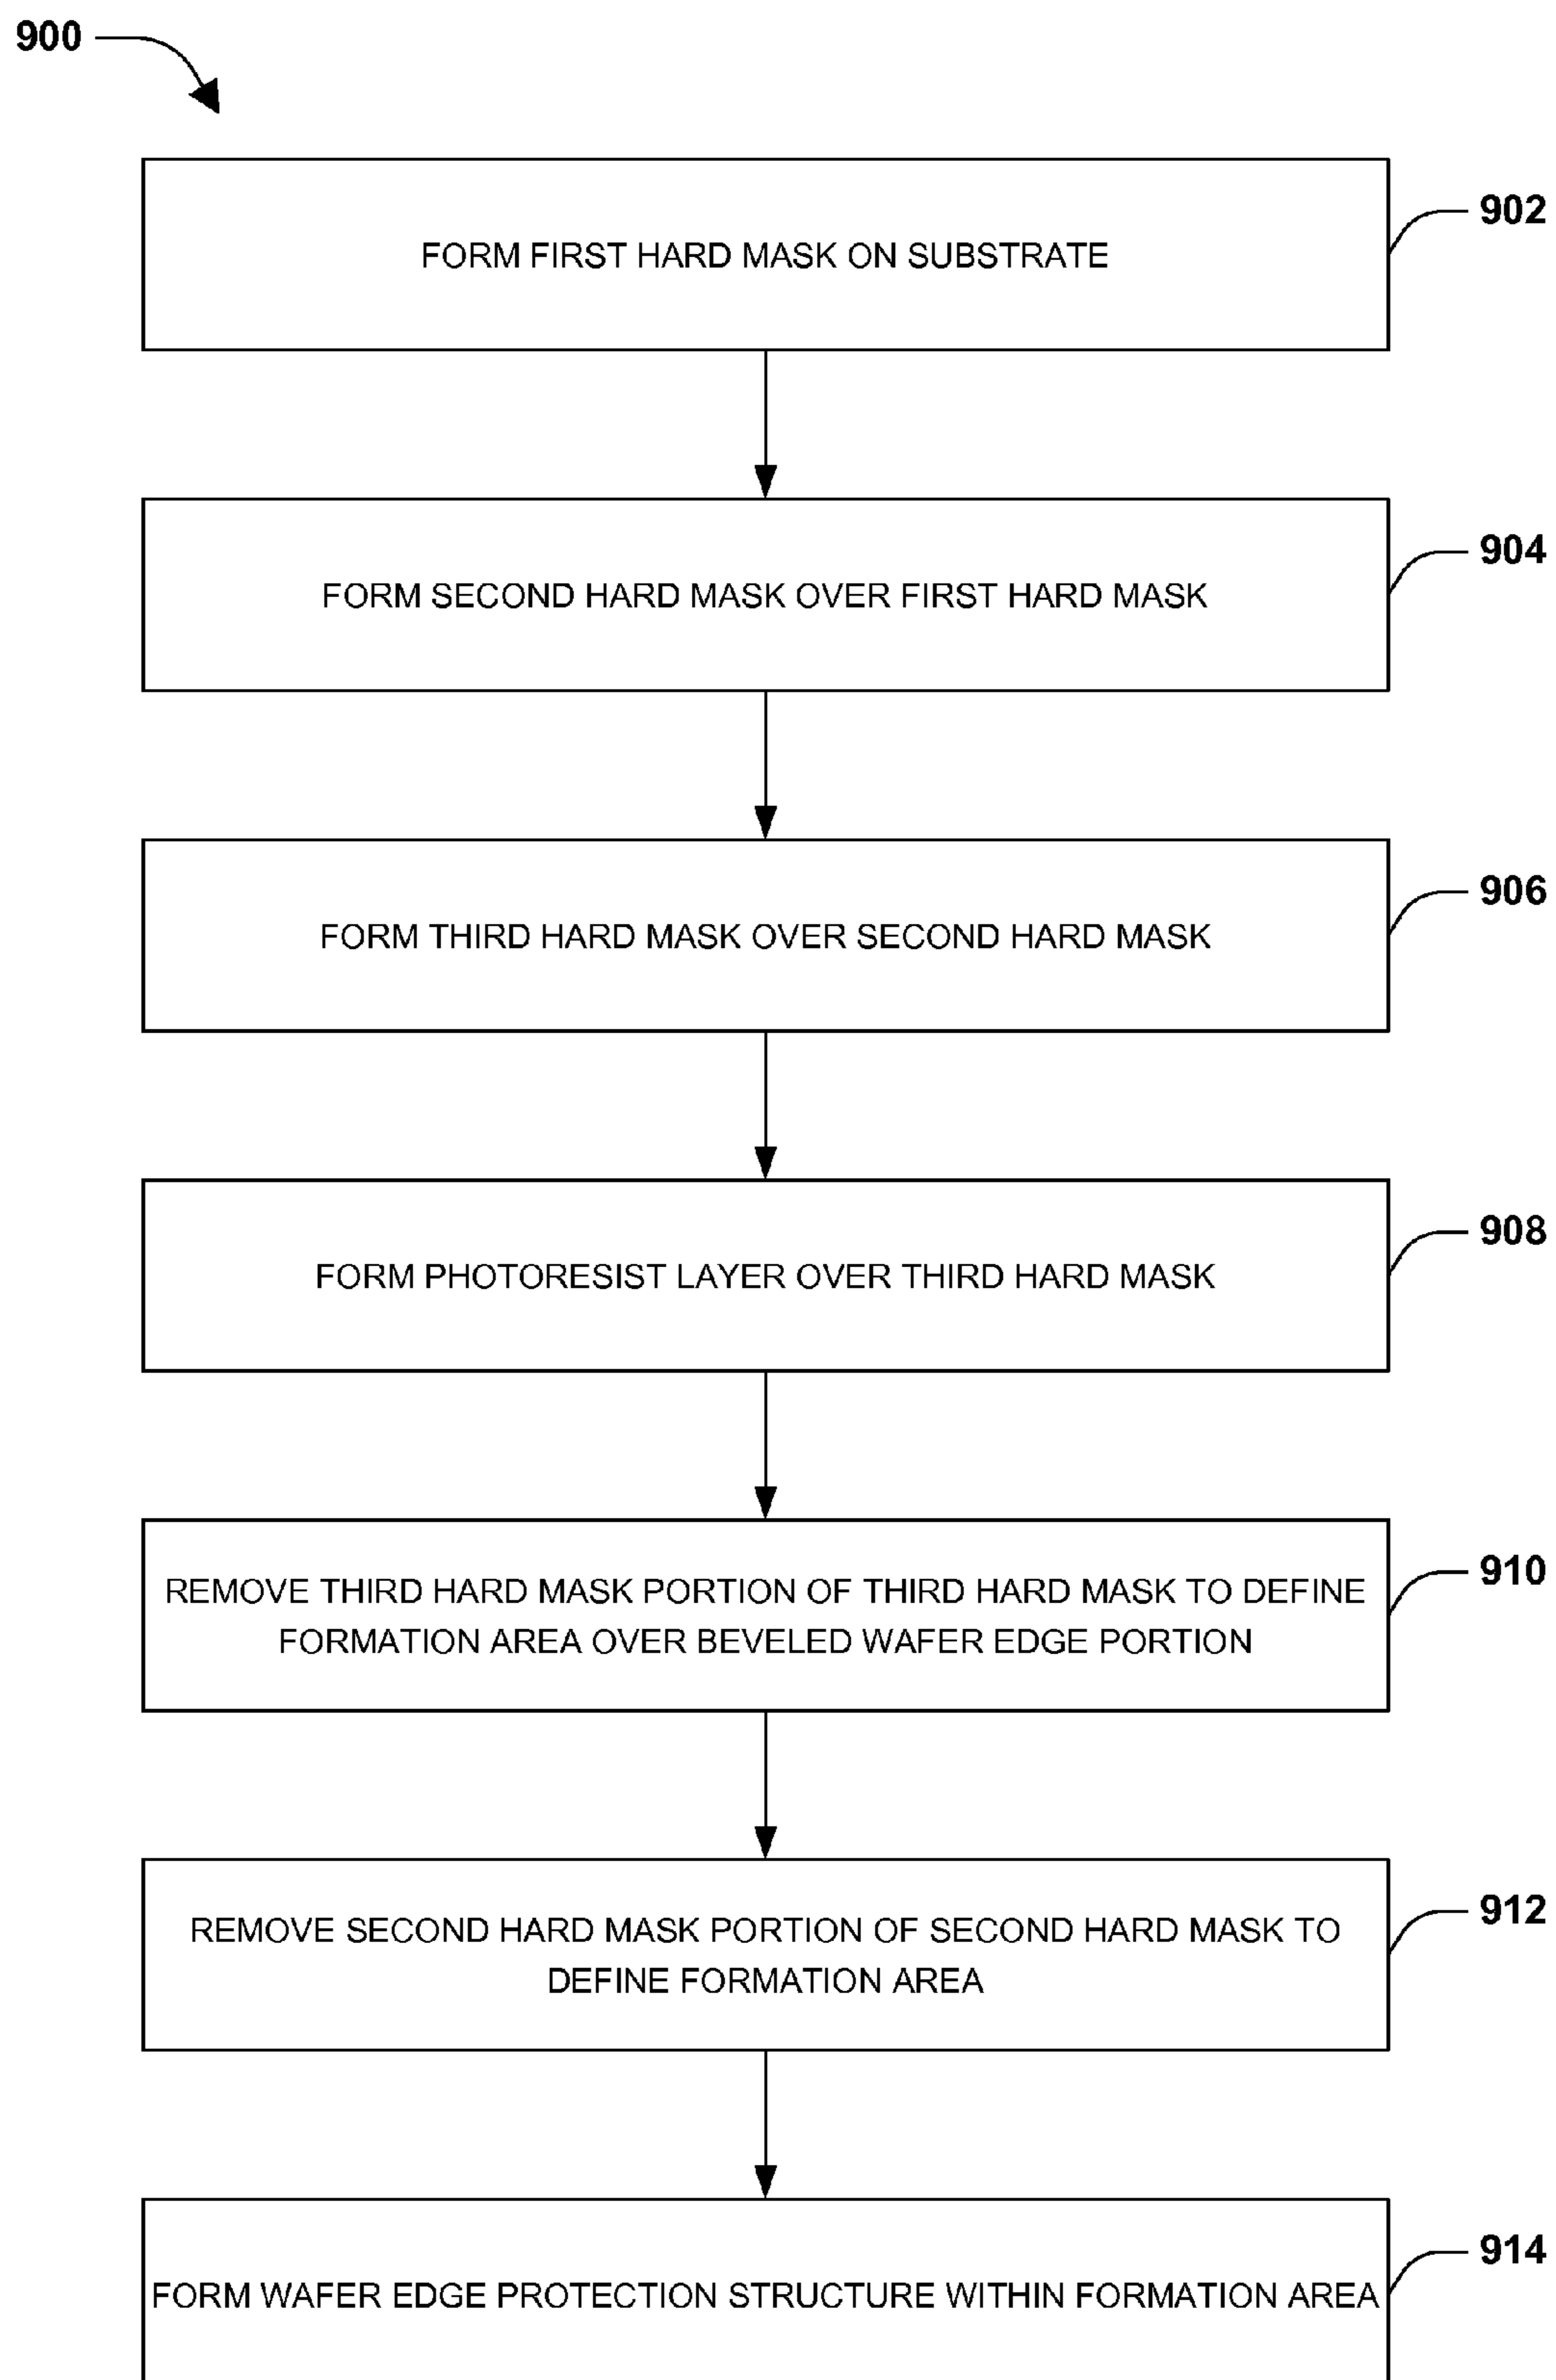 900
FORM FIRST HARD MASK ON SUBSTRATE
902
FORM SECOND HARD MASK OVER FIRST HARD MASK
904
FORM THIRD HARD MASK OVER SECOND HARD MASK
906
FORM PHOTORESIST LAYER OVER THIRD HARD MASK
908
REMOVE THIRD HARD MASK PORTION OF THIRD HARD MASK TO DEFINE
FORMATION AREA OVER BEVELED WAFER EDGE PORTION
910
REMOVE SECOND HARD MASK PORTION OF SECOND HARD MASK TO
DEFINE FORMATION AREA
912
FORM WAFER EDGE PROTECTION STRUCTURE WITHIN FORMATION AREA
914